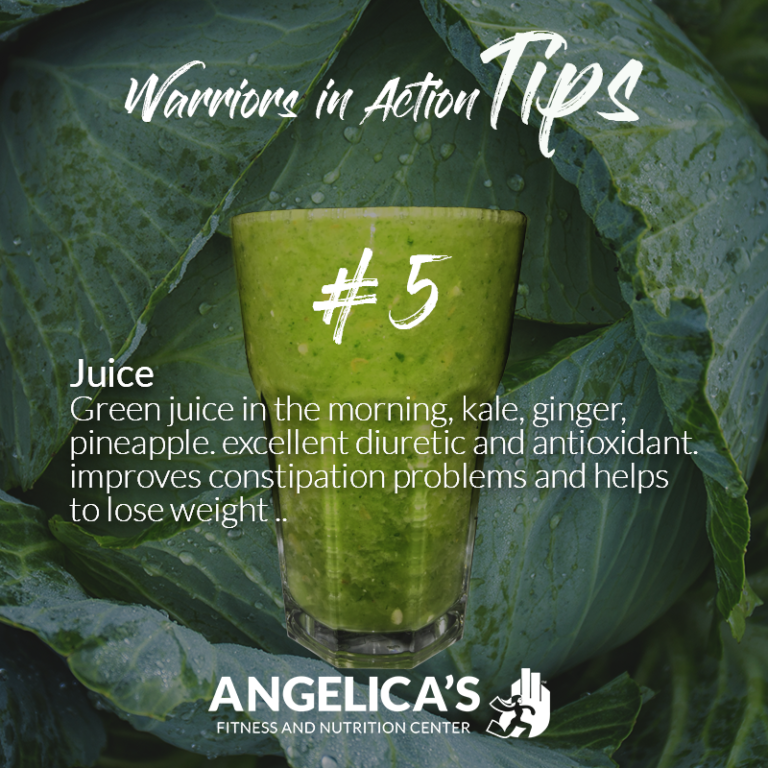 Warriors in Action Tips
# 5
Juice
Green juice in the morning, kale, ginger,
pineapple. excellent diuretic and antioxidant.
improves constipation problems and helps
to lose weight ..
ANGELICA'S
FITNESS AND NUTRITION CENTER